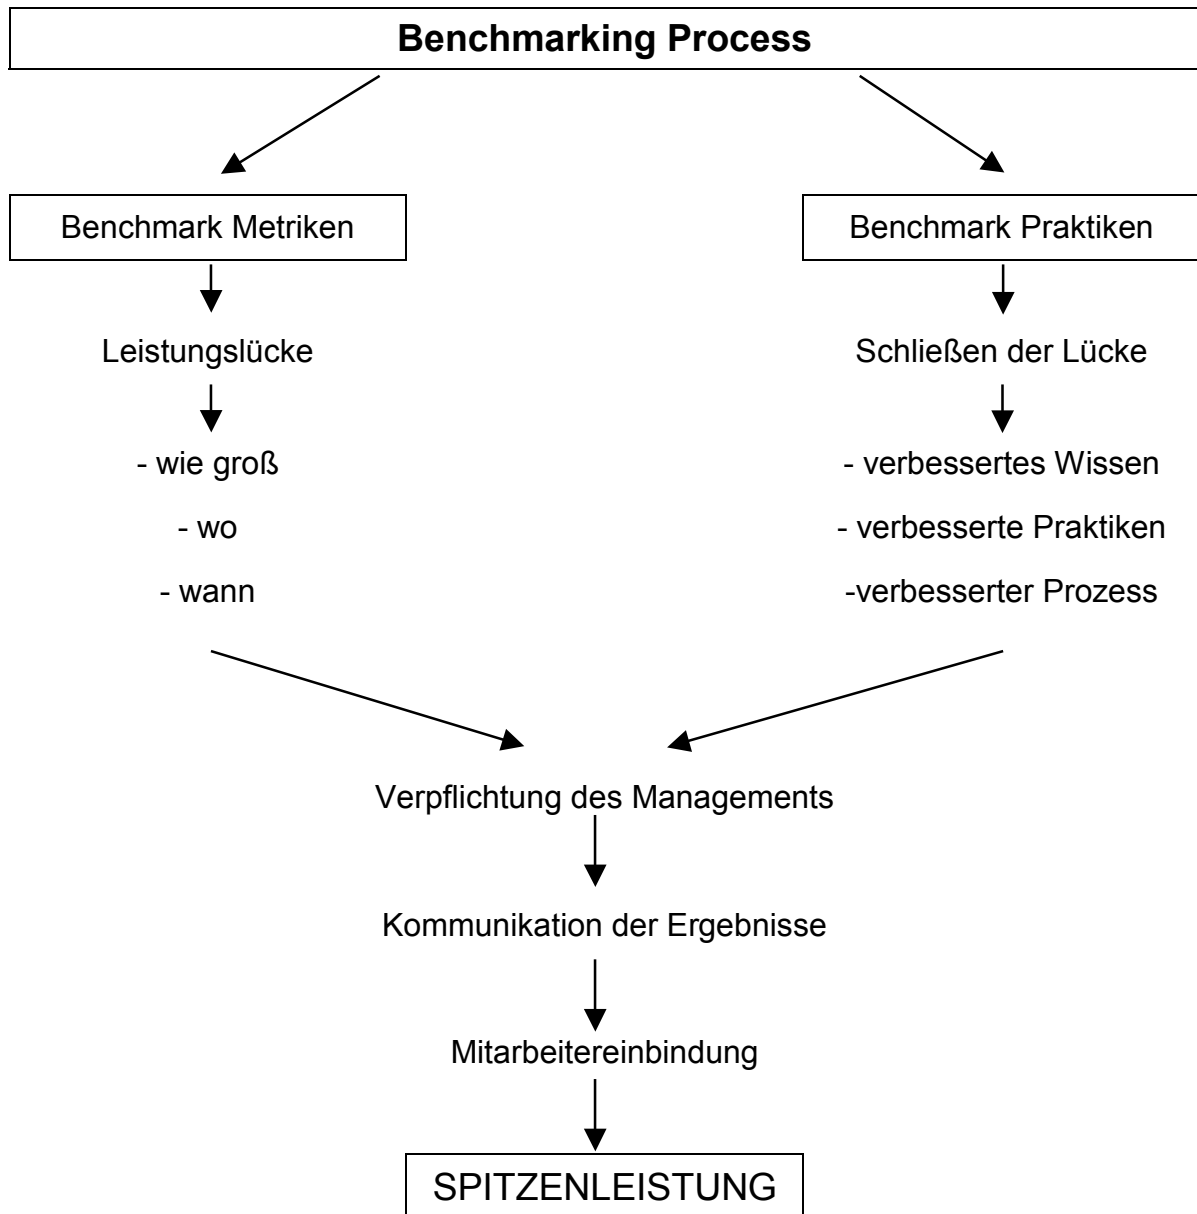 Benchmarking Process
Benchmark Metriken
Benchmark Praktiken
Leistungslücke
Schließen der Lücke
- wie groß
- verbessertes Wissen
- wo
- verbesserte Praktiken
- wann
-verbesserter Prozess
Verpflichtung des Managements
Kommunikation der Ergebnisse
Mitarbeitereinbindung
SPITZENLEISTUNG